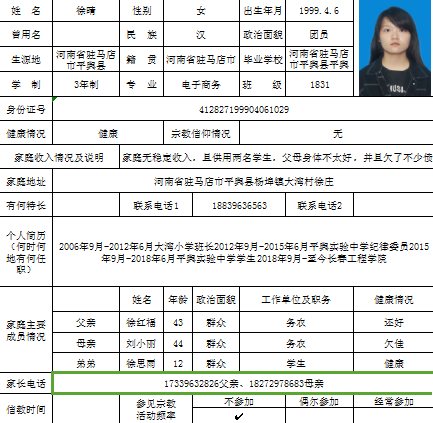 姓 名 徐晴 性别 女 出生年月 1999.4.6
曾用名 民 族 汉 政治面貌 团员
生源地 河南省驻马店市平舆县 籍 贯 河南省驻马店市 毕业学校 河南省驻马店市平舆县平舆
学 制 3年制 专 业 电子商务 班 级 1831
身份证号 412827199904061029
健康情况 健康 宗教信仰情况 无
家庭收入情况及说明 家庭无稳定收入，且供用两名学生，父母身体不太好，并且欠了不少债
家庭地址 河南省驻马店市平舆县杨埠镇大湾村徐庄
有何特长 联系电话1 18839636563 联系电话2
个人简历
（何时何
地有何任
职）
2006年9月-2012年6月大湾小学班长2012年9月-2015年6月平舆实验中学纪律委员2015
年9月-2018年6月平舆实验中学学生2018年9月-至今长春工程学院
家庭主要
成员情况
姓名 年龄 政治面貌 工作单位及职务 健康情况
父亲 徐红福 43 群众 务农 还好
母亲 刘小丽 44 群众 务农 欠佳
弟弟 徐思雨 12 群众 学生 健康
家长电话 17339632826父亲、18272978683母亲
信教时间 参见宗教
活动频率
不参加 偶尔参加 经常参加
✓